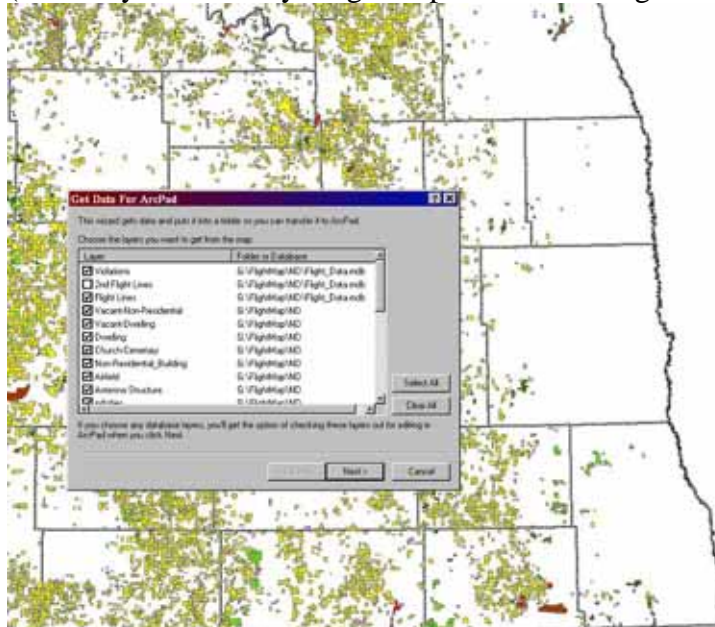 Get Data For ArcPad
This wizard gets data and puts it into a folder so you can transfer it to ArcPad.
Choose the layers you want to get from the map:
Layer Folder or Database
Violations G:\FlightMap\ND\Flight_Data.mdb
2nd Flight Lines G:\FlightMap\ND\Flight_Data.mdb
Flight Lines G:\FlightMap\ND\Flight_Data.mdb
Vacant Non-Residential G:\FlightMap\ND
Vacant Dwelling G:\FlightMap\ND
Dwelling G:\FlightMap\ND
Church-Cemetery G:\FlightMap\ND
Non-Residential_Building G:\FlightMap\ND
Airfield G:\FlightMap\ND
Antenna Structure G:\FlightMap\ND
G:\FlightMap\ND
Select All
Clear All
If you choose any database layers, you'll get the option of checking these layers out for editing in
ArcPad when you click Next.
Next >
Cancel